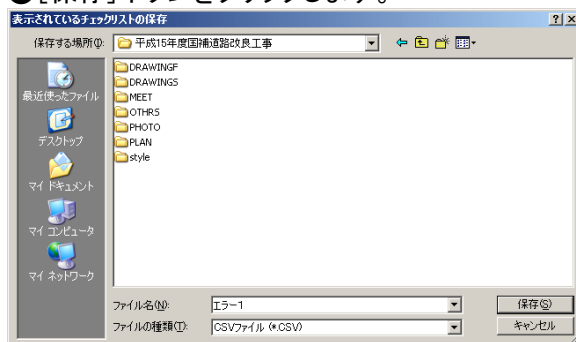 ❷[保存]ボタンをクリックします。
表示されているチェックリストの保存
保存する場所(I):
平成15年度国補道路改良工事
最近使ったファイル
デスクトップ
マイ ドキュメント
マイ コンピュータ
マイ ネットワーク
DRAWINGF
DRAWINGS
MEET
OTHRS
PHOTO
PLAN
style
ファイル名(N):
エラー1
保存(S)
ファイルの種類(T):
CSVファイル (*.CSV)
キャンセル